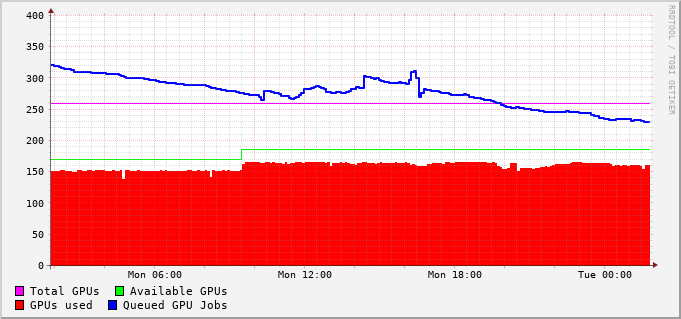 400
350
300
250
200
150
100
50
0
Mon 06:00 Mon 12:00 Mon 18:00 Tue 00:00
Total GPUs Available GPUs
GPUs used Queued GPU Jobs
RRDTOOL / TOBI OETIKER